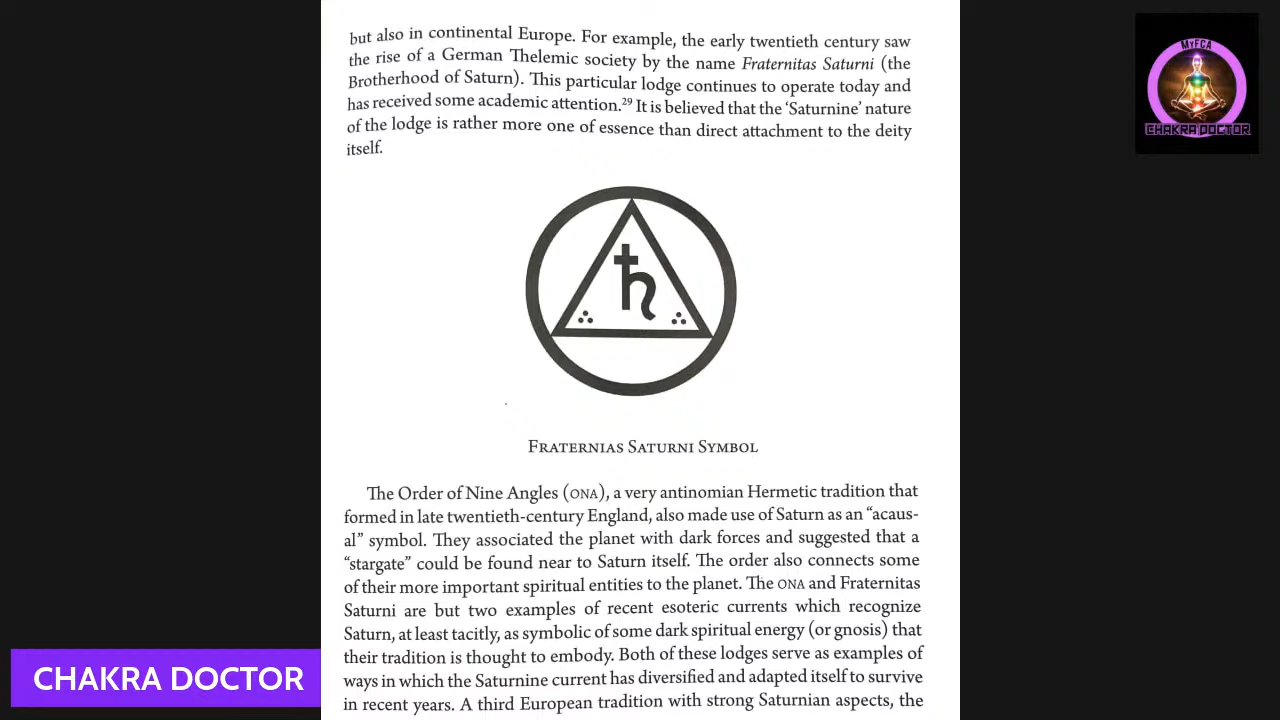 but also in continental Europe. For example, the early twentieth century saw
the rise of a German Thelemic society by the name Fraternitas Saturni (the
Brotherhood of Saturn). This particular lodge continues to operate today and
has received some academic attention.²⁹ It is believed that the ‘Saturnine’ nature
of the lodge is rather more one of essence than direct attachment to the deity
itself.
FRATERNIAS SATURNI SYMBOL
The Order of Nine Angles (ONA), a very antinomian Hermetic tradition that
formed in late twentieth-century England, also made use of Saturn as an “acaus-
al” symbol. They associated the planet with dark forces and suggested that a
“stargate” could be found near to Saturn itself. The order also connects some
of their more important spiritual entities to the planet. The ONA and Fraternitas
Saturni are but two examples of recent esoteric currents which recognize
Saturn, at least tacitly, as symbolic of some dark spiritual energy (or gnosis) that
their tradition is thought to embody. Both of these lodges serve as examples of
ways in which the Saturnine current has diversified and adapted itself to survive
in recent years. A third European tradition with strong Saturnian aspects, the
MYFCA
CHAKRA DOCTOR
CHAKRA DOCTOR